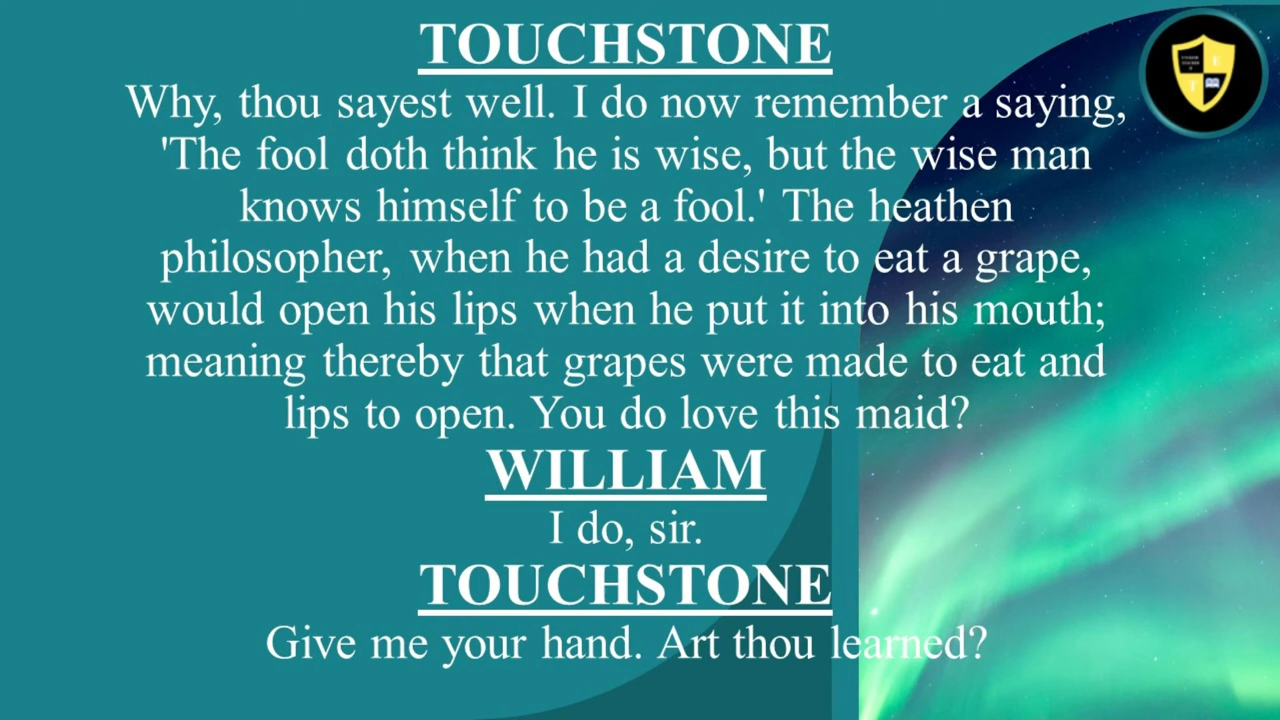 TOUCHSTONE
Why, thou sayest well. I do now remember a saying,
'The fool doth think he is wise, but the wise man
knows himself to be a fool.' The heathen
philosopher, when he had a desire to eat a grape,
would open his lips when he put it into his mouth;
meaning thereby that grapes were made to eat and
lips to open. You do love this maid?
WILLIAM
I do, sir.
TOUCHSTONE
Give me your hand. Art thou learned?
E
T